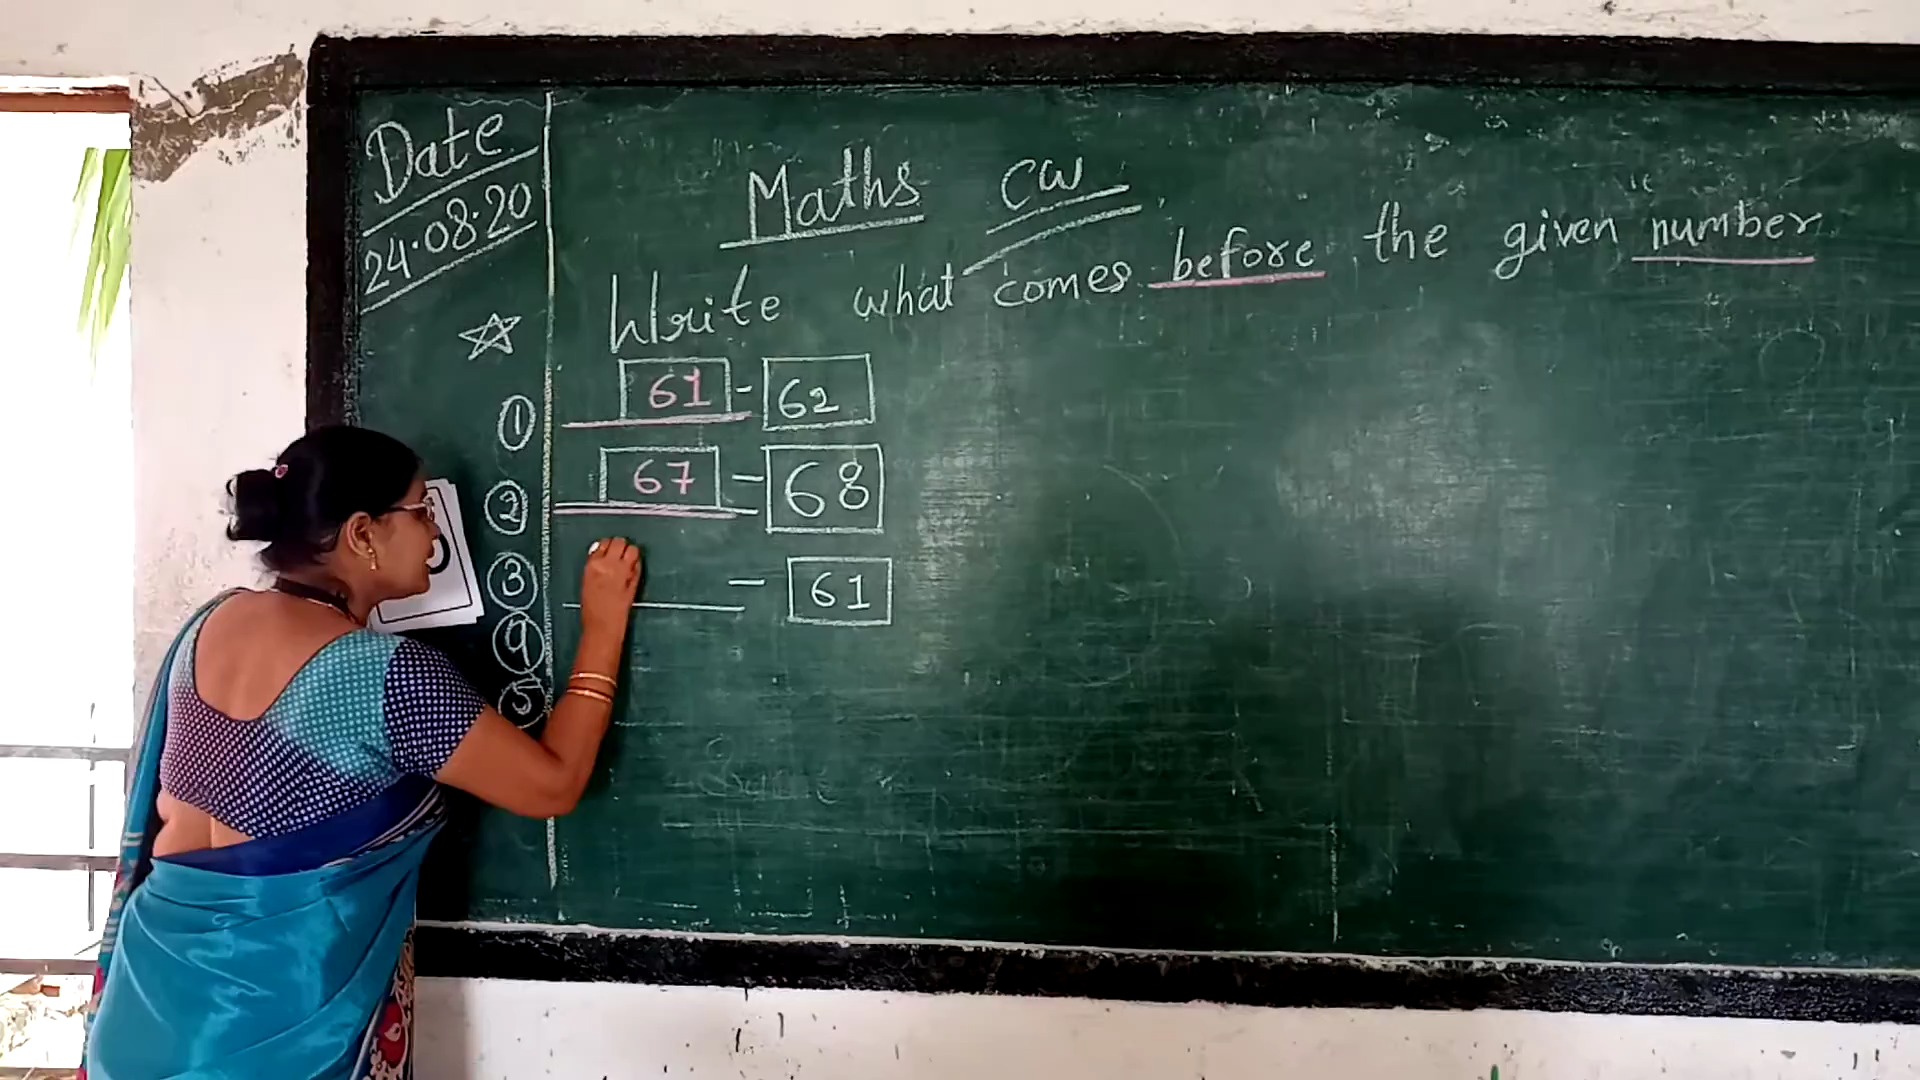 Date
24.08.20
Maths CW
Write what comes before the given number
① 61 - 62
② 67 - 68
③ - 61
④
⑤